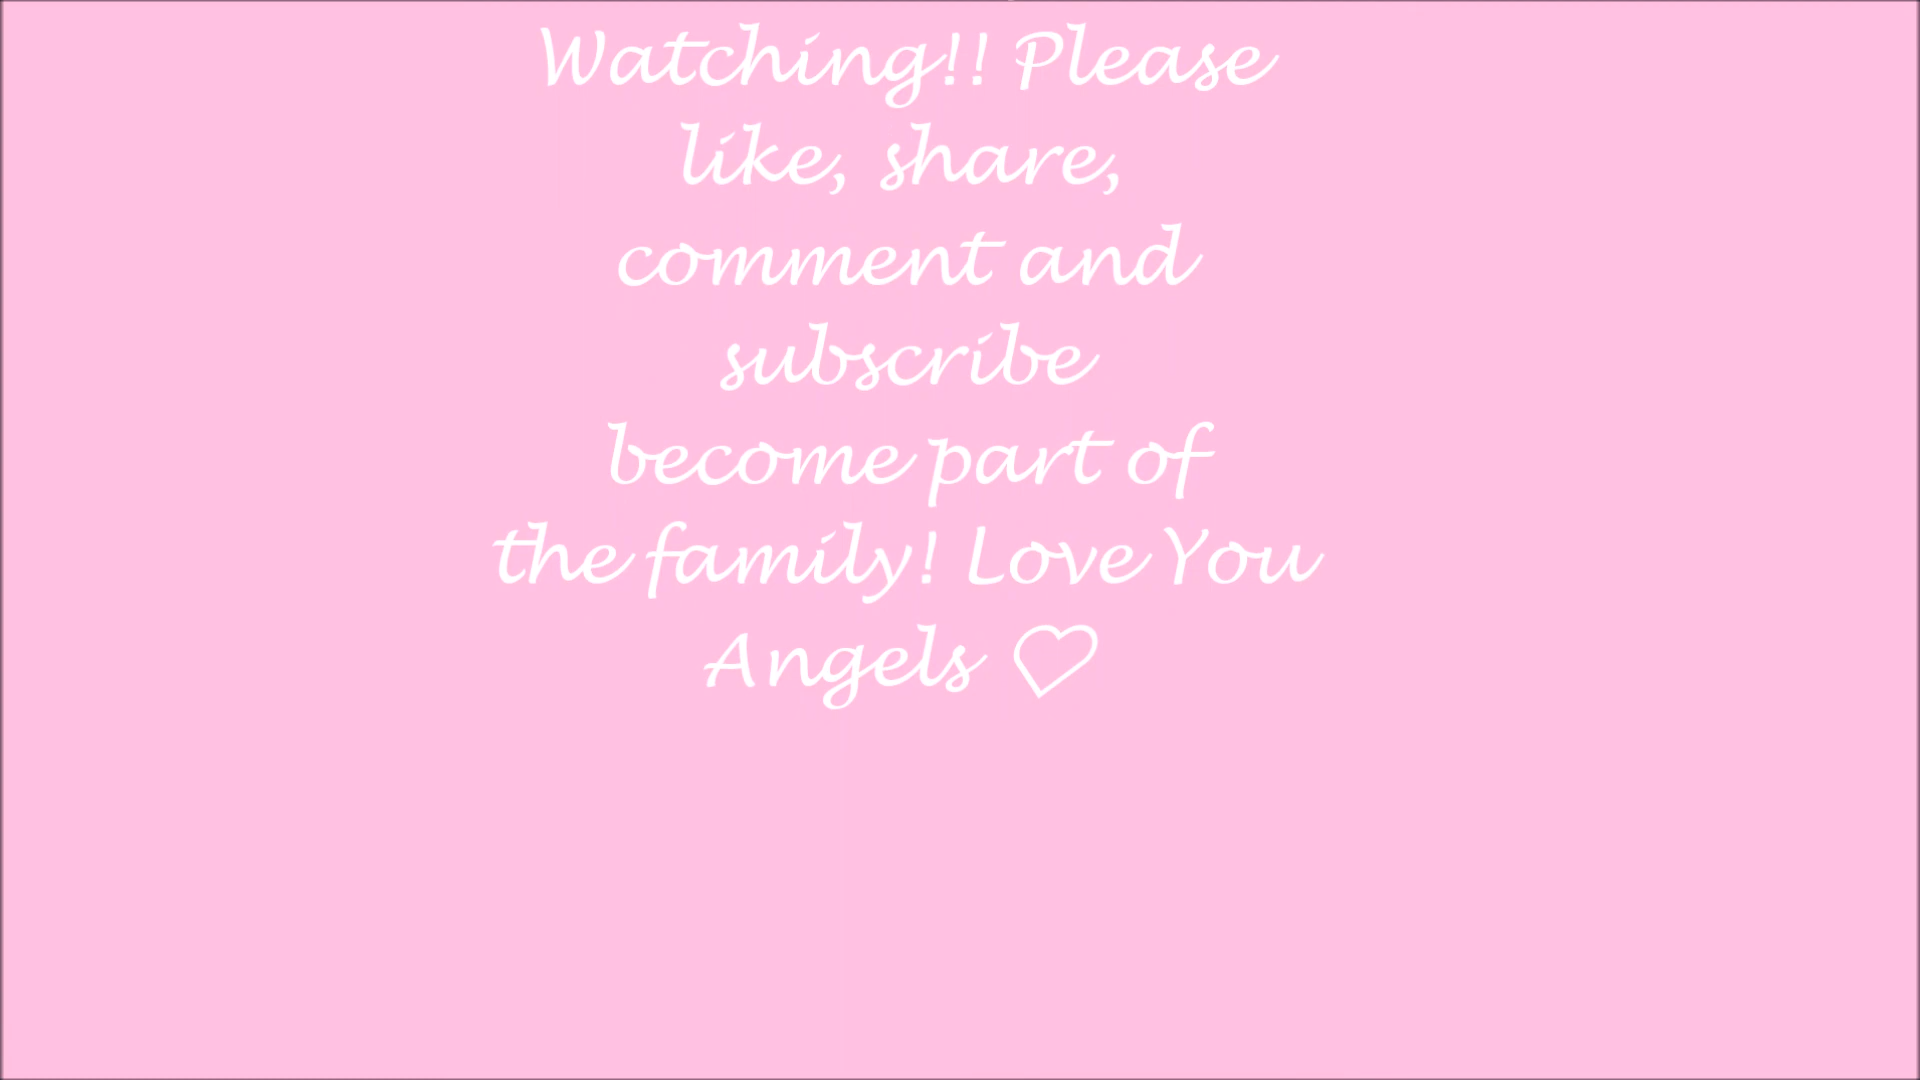 Watching!! Please
like, share,
comment and
subscribe
become part of
the family! Love You
Angels ♡